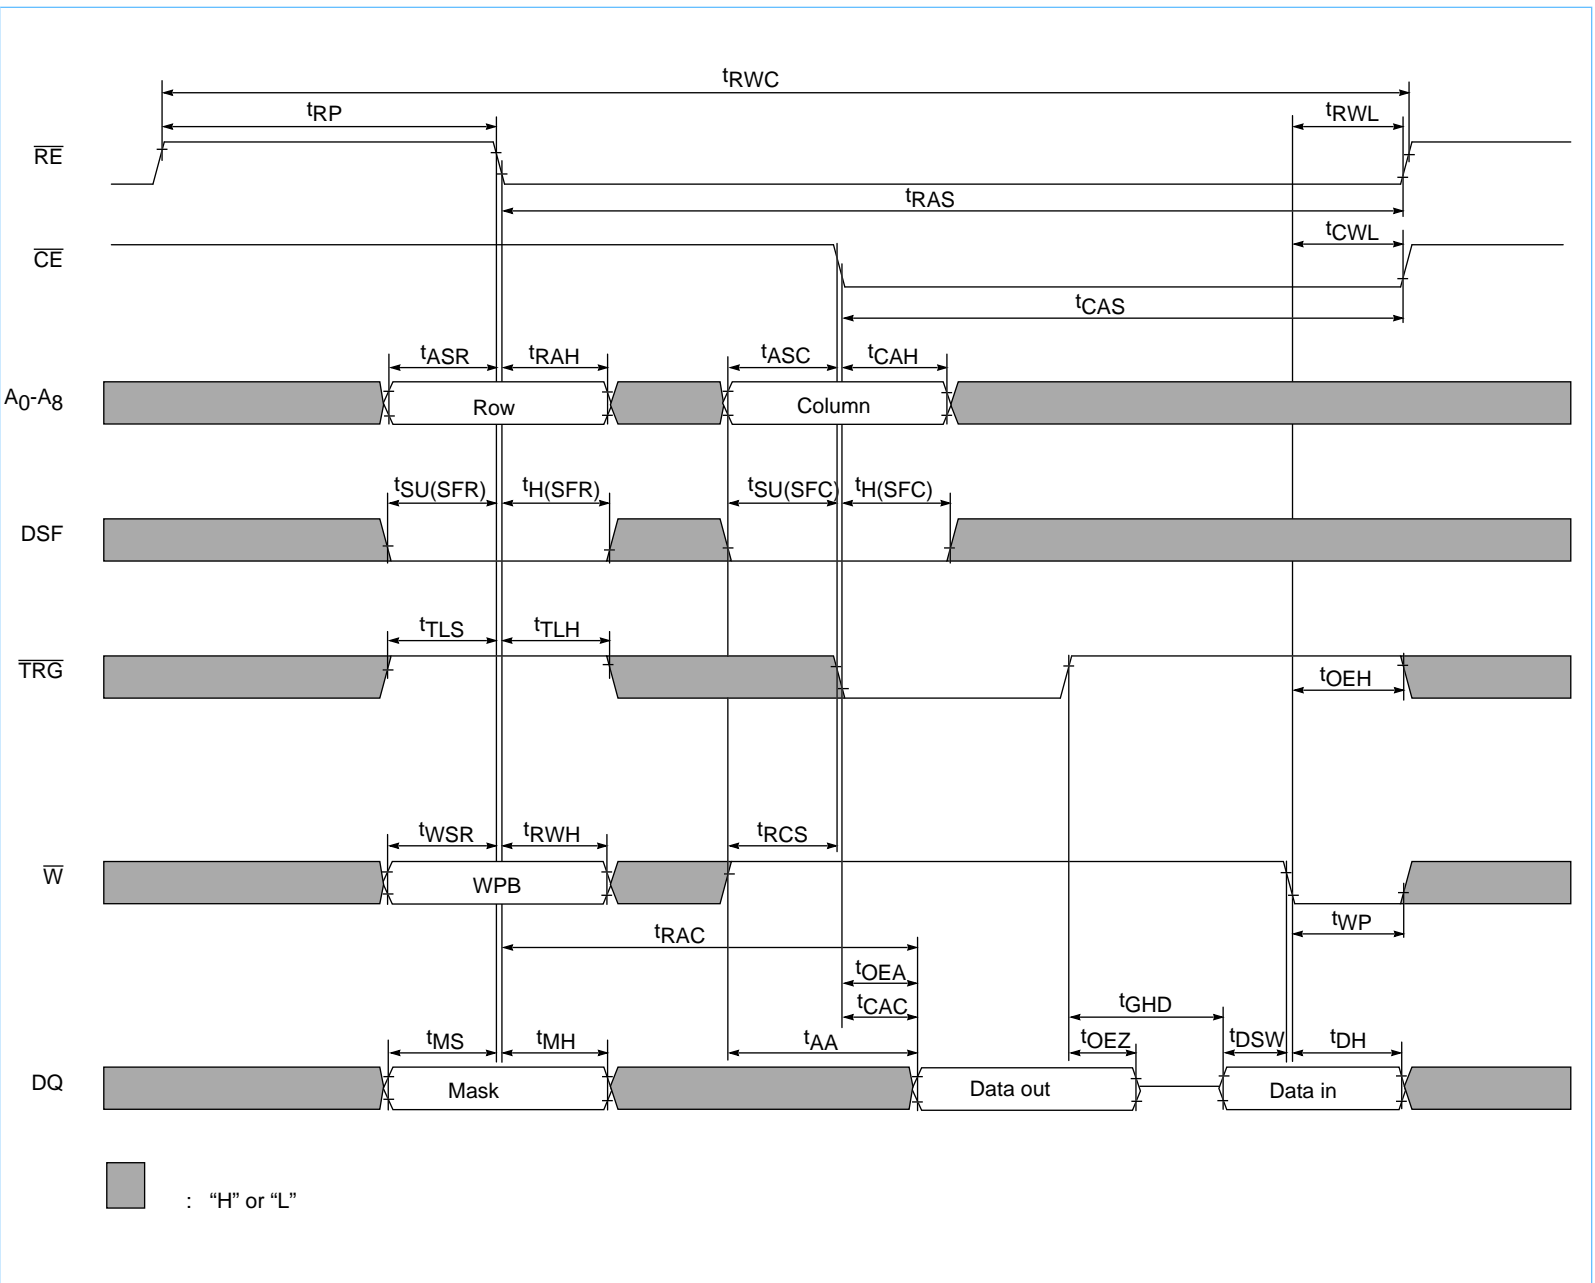 tRWC
tRP tRWL
RE
tRAS
tCWL
CE
tCAS
tASR tRAH tASC tCAH
A0-A8 Row Column
tSU(SFR) tH(SFR) tSU(SFC) tH(SFC)
DSF
tTLS tTLH
TRG
tOEH
tWSR tRWH tRCS
W WPB
tWP
tRAC
tOEA
tCAC tGHD
tMS tMH tAA tOEZ tDSW tDH
DQ Mask Data out Data in
: “H” or “L”